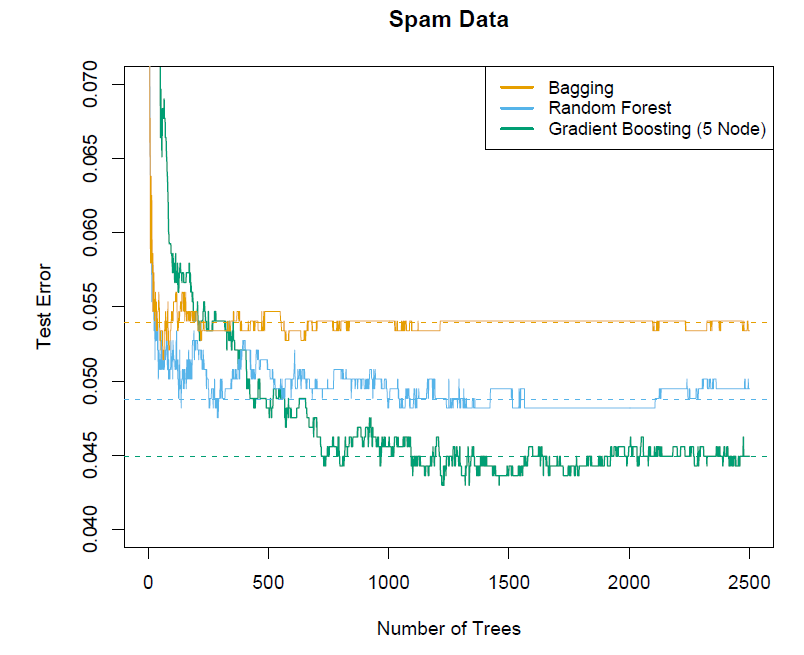 Spam Data
Bagging
Random Forest
Gradient Boosting (5 Node)
Test Error
0.070
0.065
0.060
0.055
0.050
0.045
0.040
0 500 1000 1500 2000 2500
Number of Trees